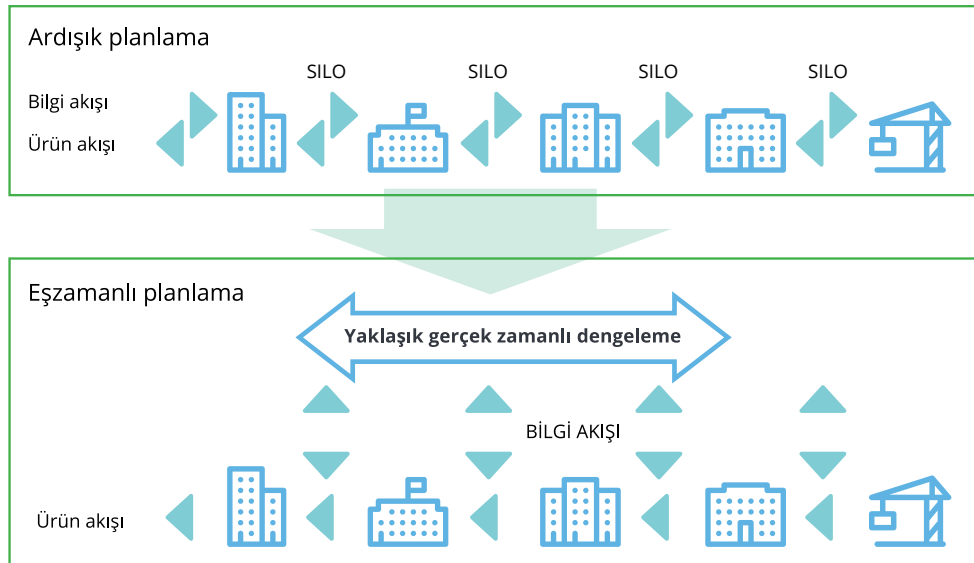 Ardışık planlama
SILO
SILO
SILO
SILO
Bilgi akışı
Ürün akışı
Eşzamanlı planlama
Yaklaşık gerçek zamanlı dengeleme
BİLGİ AKIŞI
Ürün akışı